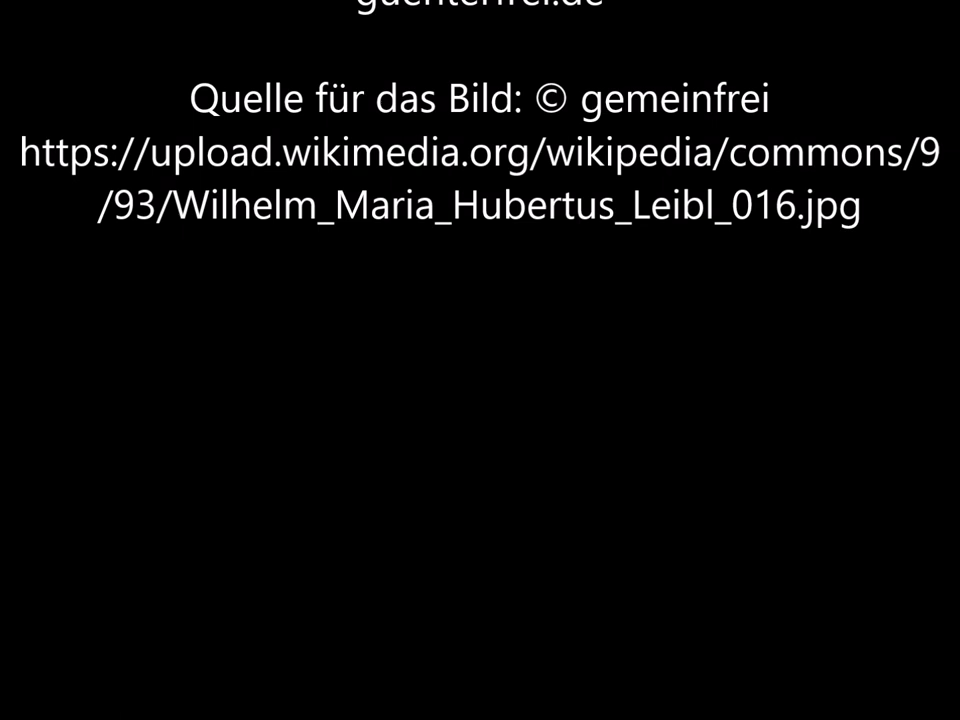 Quelle für das Bild: © gemeinfrei
https://upload.wikimedia.org/wikipedia/commons/9
/93/Wilhelm_Maria_Hubertus_Leibl_016.jpg